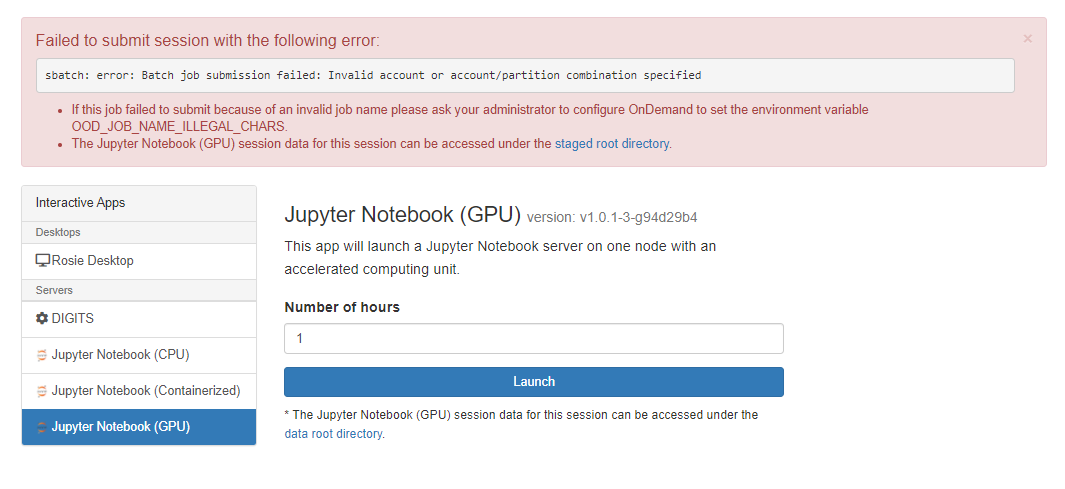 Failed to submit session with the following error:
×
sbatch: error: Batch job submission failed: Invalid account or account/partition combination specified
• If this job failed to submit because of an invalid job name please ask your administrator to configure OnDemand to set the environment variable
OOD_JOB_NAME_ILLEGAL_CHARS.
• The Jupyter Notebook (GPU) session data for this session can be accessed under the staged root directory.
Interactive Apps
Desktops
Rosie Desktop
Servers
DIGITS
Jupyter Notebook (CPU)
Jupyter Notebook (Containerized)
Jupyter Notebook (GPU)
Jupyter Notebook (GPU) version: v1.0.1-3-g94d29b4
This app will launch a Jupyter Notebook server on one node with an
accelerated computing unit.
Number of hours
1
Launch
* The Jupyter Notebook (GPU) session data for this session can be accessed under the
data root directory.